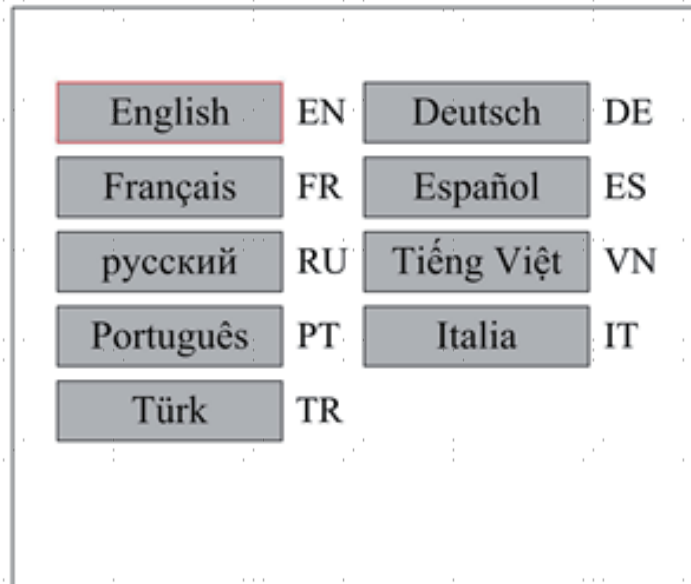 English EN Deutsch DE
Français FR Español ES
русский RU Tiếng Việt VN
Português PT Italia IT
Türk TR